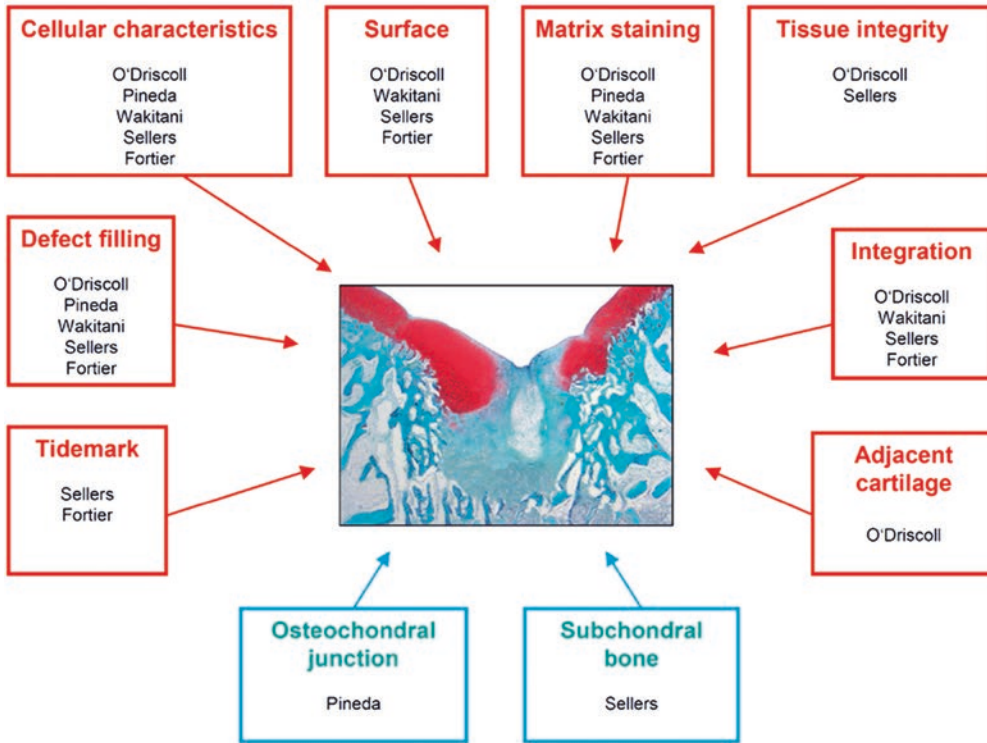 Cellular characteristics
O‘Driscoll
Pineda
Wakitani
Sellers
Fortier
Surface
O‘Driscoll
Wakitani
Sellers
Fortier
Matrix staining
O‘Driscoll
Pineda
Wakitani
Sellers
Fortier
Tissue integrity
O‘Driscoll
Sellers
Defect filling
O‘Driscoll
Pineda
Wakitani
Sellers
Fortier
Integration
O‘Driscoll
Wakitani
Sellers
Fortier
Tidemark
Sellers
Fortier
Adjacent
cartilage
O‘Driscoll
Osteochondral
junction
Pineda
Subchondral
bone
Sellers